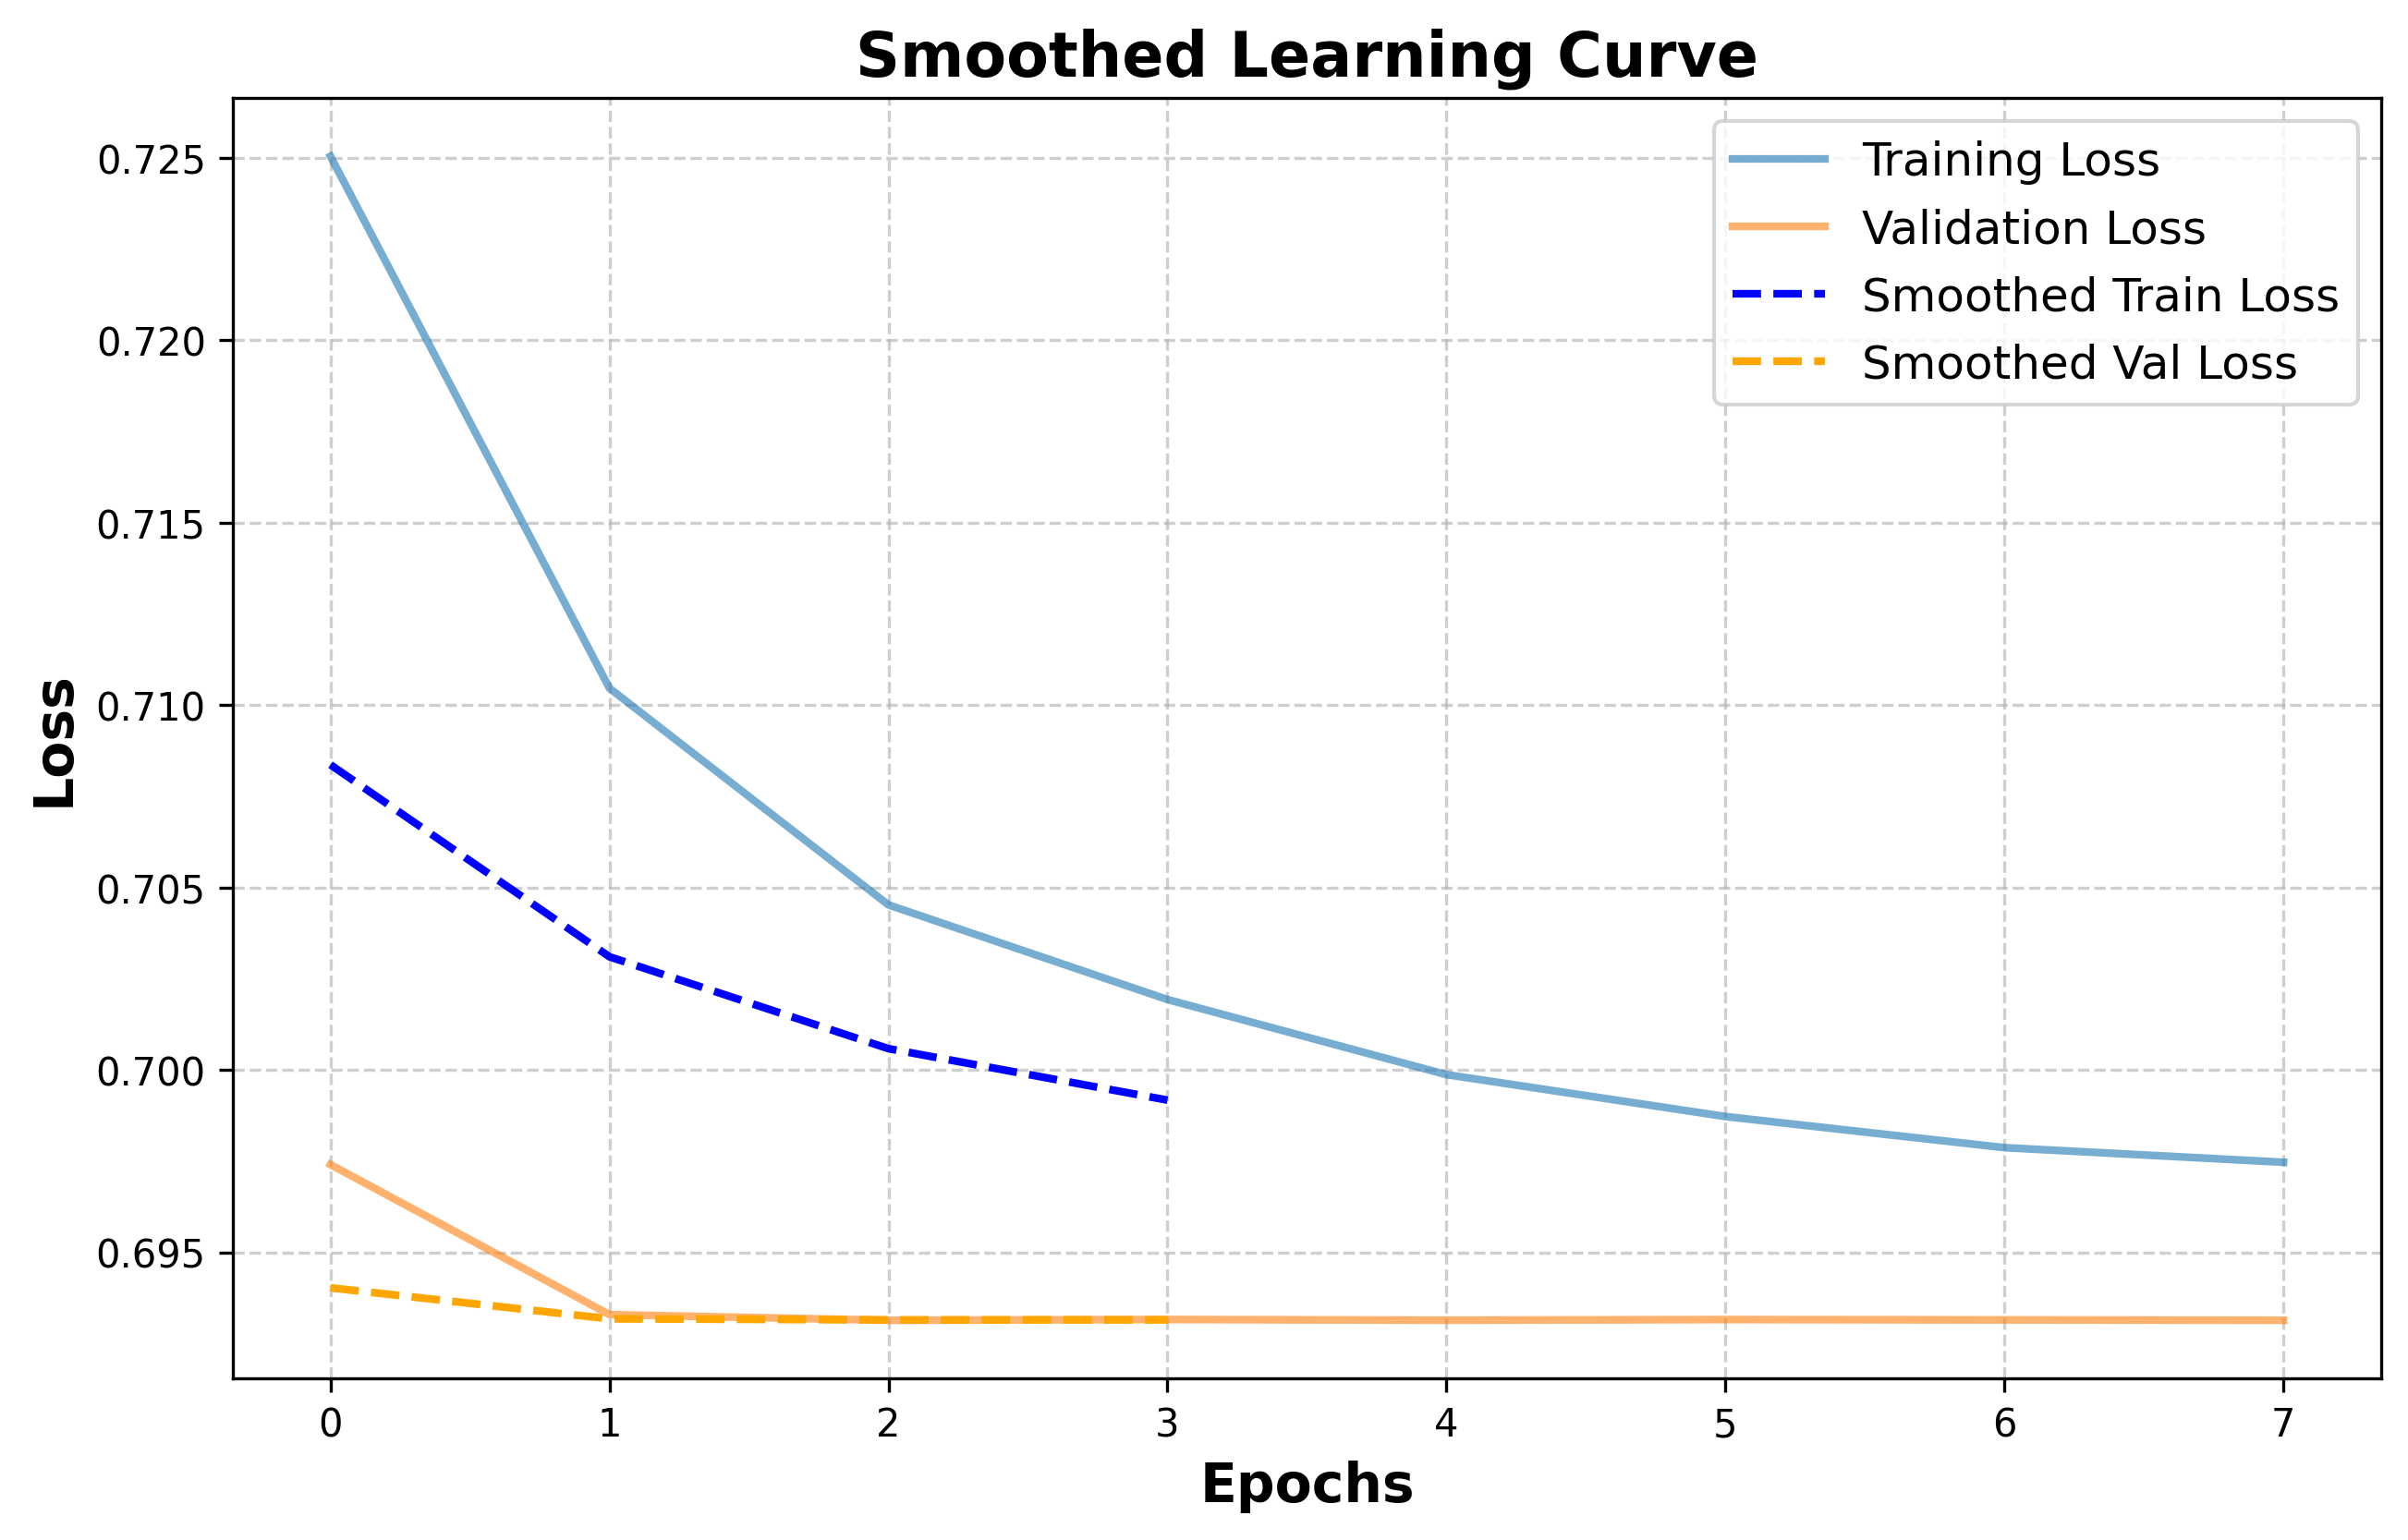 Smoothed Learning Curve
Training Loss
Validation Loss
Smoothed Train Loss
Smoothed Val Loss
Loss
0.725
0.720
0.715
0.710
0.705
0.700
0.695
0 1 2 3 4 5 6 7
Epochs